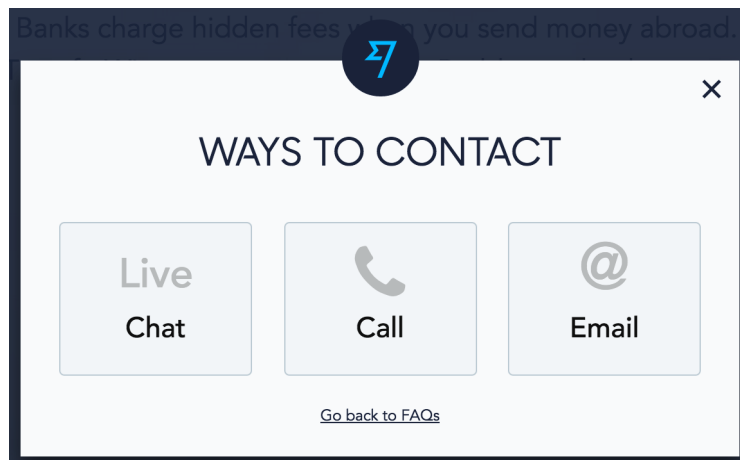 Banks charge hidden fees when you send money abroad.
WAYS TO CONTACT
Live
Chat
Call
@
Email
Go back to FAQs